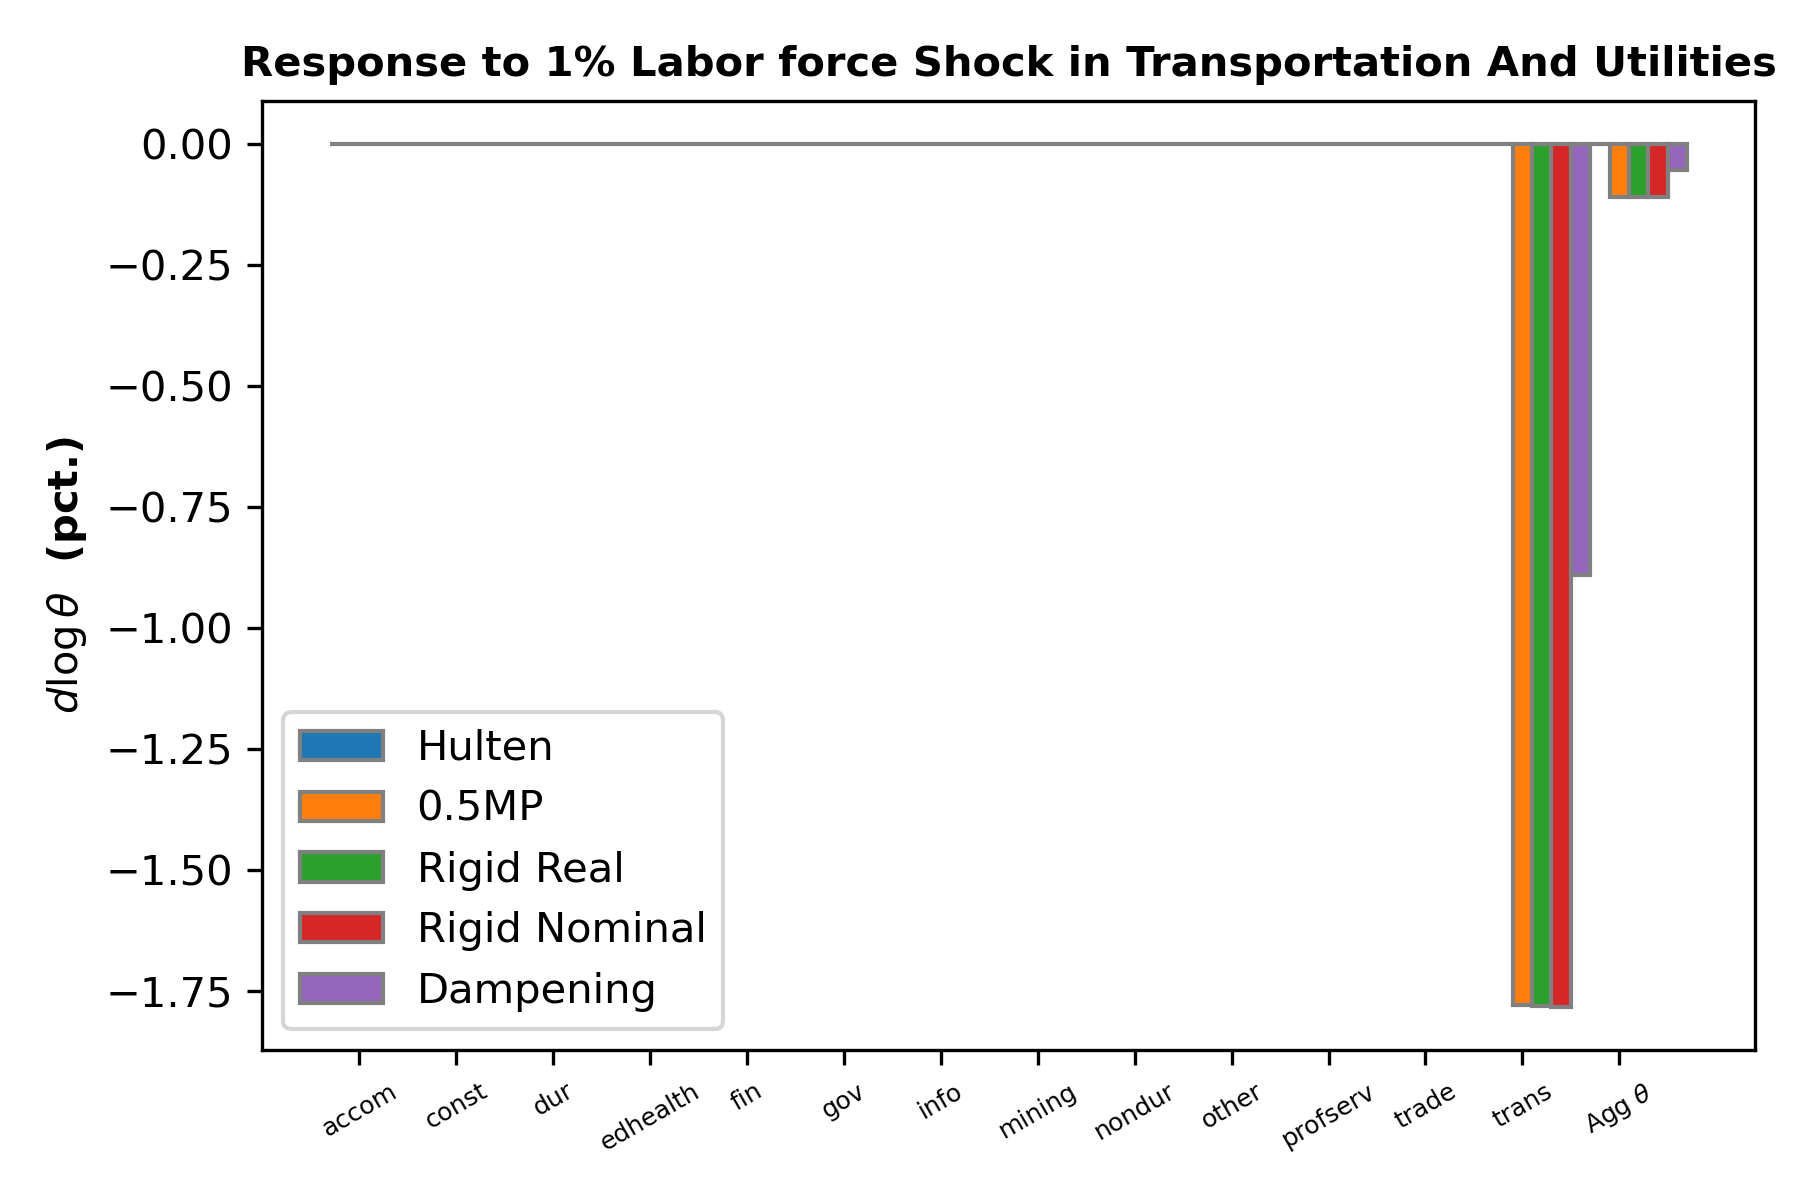 Response to 1% Labor force Shock in Transportation And Utilities
dlog θ (pct.)
0.00
−0.25
−0.50
−0.75
−1.00
−1.25
−1.50
−1.75
Hulten
0.5MP
Rigid Real
Rigid Nominal
Dampening
accom
const
dur
edhealth
fin
gov
info
mining
nondur
other
profserv
trade
trans
Agg θ